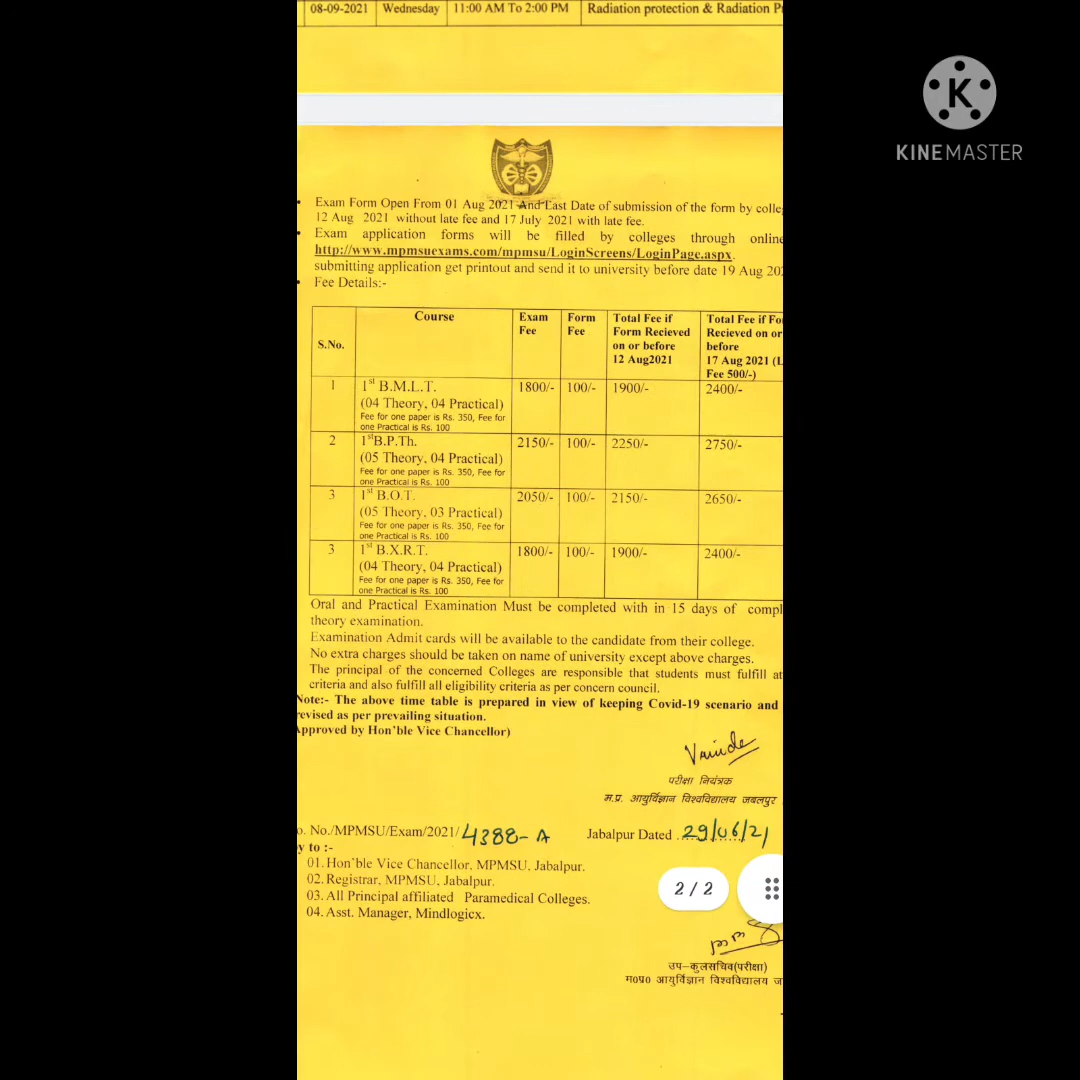 08-09-2021 Wednesday 11:00 AM To 2:00 PM Radiation protection & Radiation
K
KINEMASTER
• Exam Form Open From 01 Aug 2021 And Last Date of submission of the form by
12 Aug 2021 without late fee and 17 July 2021 with late fee.
• Exam application forms will be filled by colleges through online
http://www.mpmsuexams.com/mpmsu/LoginScreens/LoginPage.aspx.
submitting application get printout and send it to university before date 19 Aug
• Fee Details:-
S.No. Course Exam Fee Form Fee Total Fee if Form Recieved on or before 12 Aug2021 Total Fee if Recieved on or before 17 Aug 2021 Fee 500/-)
1 1st B.M.L.T. 1800/- 100/- 1900/- 2400/-
(04 Theory, 04 Practical)
Fee for one paper is Rs. 350, Fee for
one Practical is Rs. 100
2 1st B.P.Th. 2150/- 100/- 2250/- 2750/-
(05 Theory, 04 Practical)
Fee for one paper is Rs. 350, Fee for
one Practical is Rs. 100
3 1st B.O.T. 2050/- 100/- 2150/- 2650/-
(05 Theory, 03 Practical)
Fee for one paper is Rs. 350, Fee for
one Practical is Rs. 100
3 1st B.X.R.T. 1800/- 100/- 1900/- 2400/-
(04 Theory, 04 Practical)
Fee for one paper is Rs. 350, Fee for
one Practical is Rs. 100
Oral and Practical Examination Must be completed with in 15 days of
theory examination.
Examination Admit cards will be available to the candidate from their college.
No extra charges should be taken on name of university except above charges.
The principal of the concerned Colleges are responsible that students must fulfill
criteria and also fulfill all eligibility criteria as per concern council.
Note:- The above time table is prepared in view of keeping Covid-19 scenario and
revised as per prevailing situation.
Approved by Hon'ble Vice Chancellor)
परीक्षा नियंत्रक
म.प्र. आयुर्विज्ञान विश्वविद्यालय जबलपुर
No./MPMSU/Exam/2021/ 4388-A Jabalpur Dated 29/06/21
to :-
01. Hon'ble Vice Chancellor, MPMSU, Jabalpur.
02. Registrar, MPMSU, Jabalpur.
03. All Principal affiliated Paramedical Colleges.
04. Asst. Manager, Mindlogicx.
2 / 2
उप-कुलसचिव(परीक्षा)
म०प्र० आयुर्विज्ञान विश्वविद्यालय